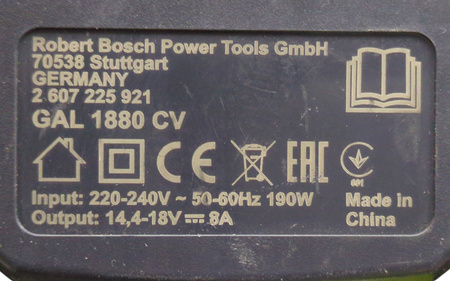 Robert Bosch Power Tools GmbH
70538 Stuttgart
GERMANY
2 607 225 921
GAL 1880 CV
CE EAC
Input: 220-240V ~ 50-60Hz 190W
Output: 14,4-18V ⎓ 8A
Made in
China